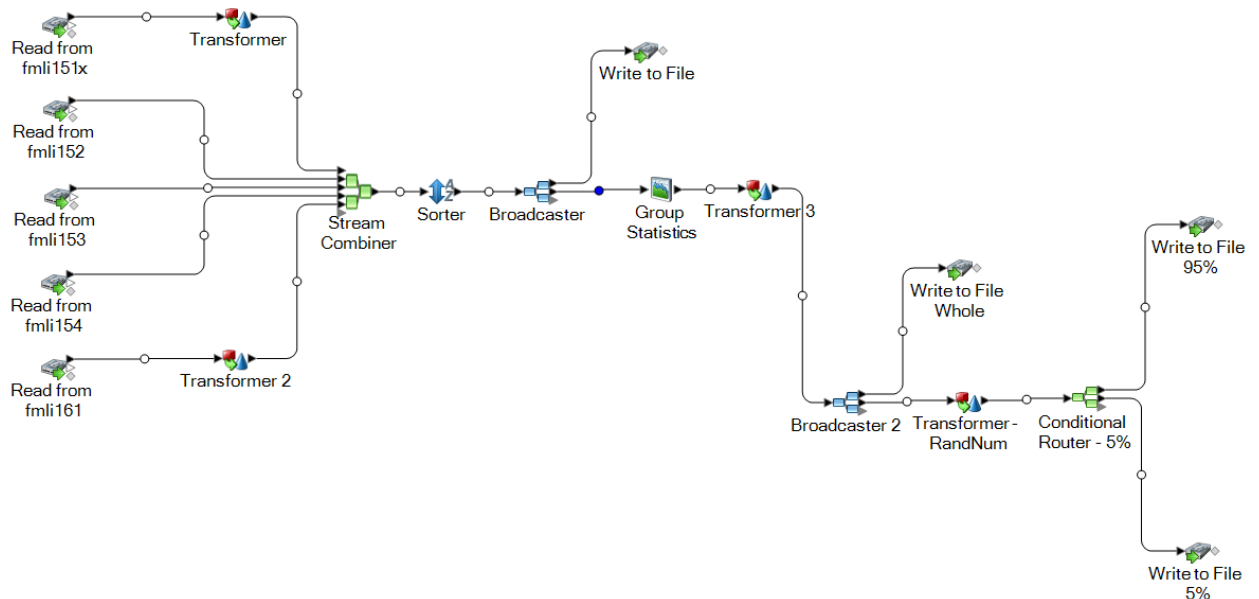 Read from
fmli151x
Transformer
Read from
fmli152
Read from
fmli153
Read from
fmli154
Read from
fmli161
Transformer 2
Stream
Combiner
Sorter
Broadcaster
Write to File
Group
Statistics
Transformer 3
Broadcaster 2
Write to File
Whole
Transformer -
RandNum
Conditional
Router - 5%
Write to File
95%
Write to File
5%